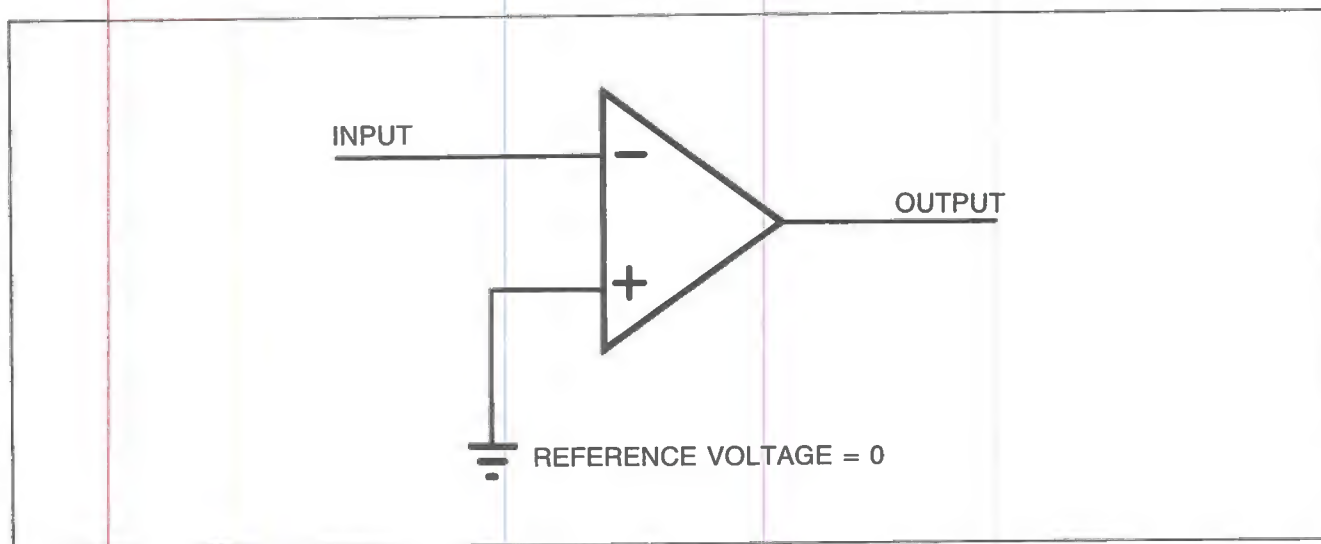 INPUT
−
OUTPUT
+
REFERENCE VOLTAGE = 0